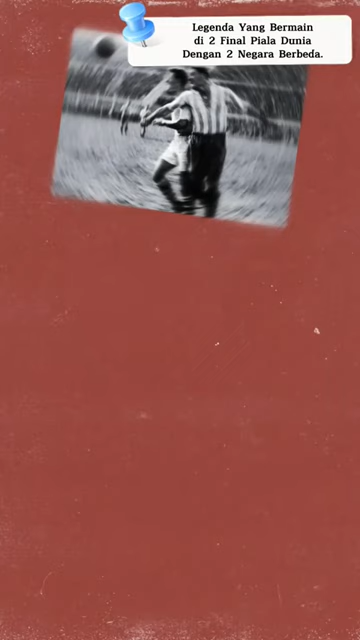 Legenda Yang Bermain
di 2 Final Piala Dunia
Dengan 2 Negara Berbeda.